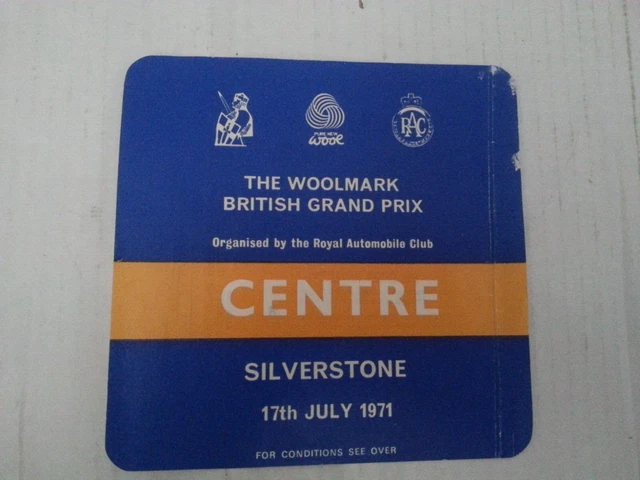 PURE NEW
wool
RAC
THE WOOLMARK
BRITISH GRAND PRIX
Organised by the Royal Automobile Club
CENTRE
SILVERSTONE
17th JULY 1971
FOR CONDITIONS SEE OVER